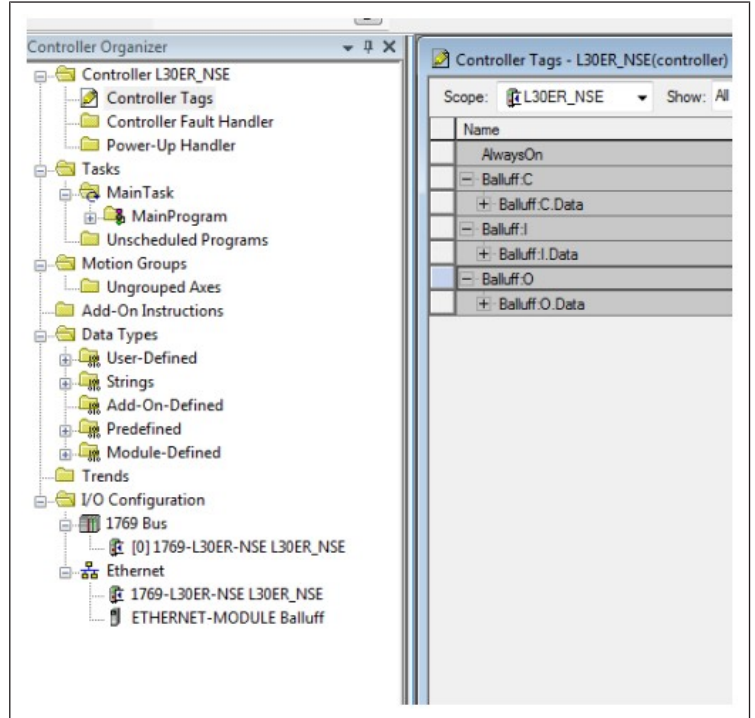 Controller Organizer
Controller L30ER_NSE
Controller Tags
Controller Fault Handler
Power-Up Handler
Tasks
MainTask
MainProgram
Unscheduled Programs
Motion Groups
Ungrouped Axes
Add-On Instructions
Data Types
User-Defined
Strings
Add-On-Defined
Predefined
Module-Defined
Trends
I/O Configuration
1769 Bus
[0] 1769-L30ER-NSE L30ER_NSE
Ethernet
1769-L30ER-NSE L30ER_NSE
ETHERNET-MODULE Balluff
Controller Tags - L30ER_NSE(controller)
Scope: L30ER_NSE Show: All
Name
AlwaysOn
Balluff:C
Balluff:C.Data
Balluff:I
Balluff:I.Data
Balluff:O
Balluff:O.Data